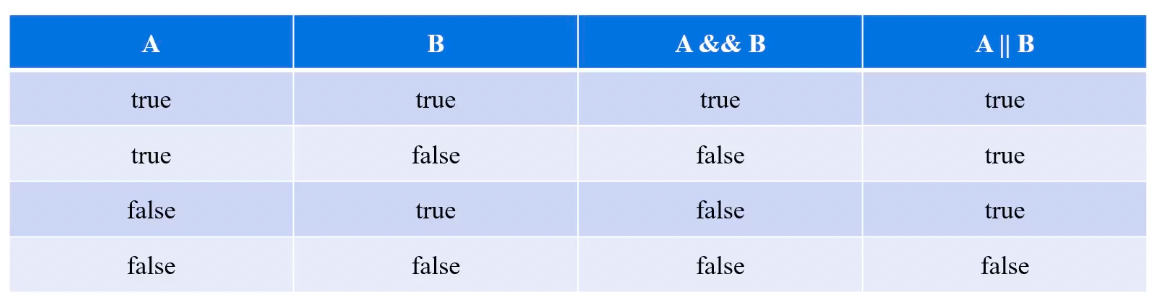 A B A && B A || B
true true true true
true false false true
false true false true
false false false false